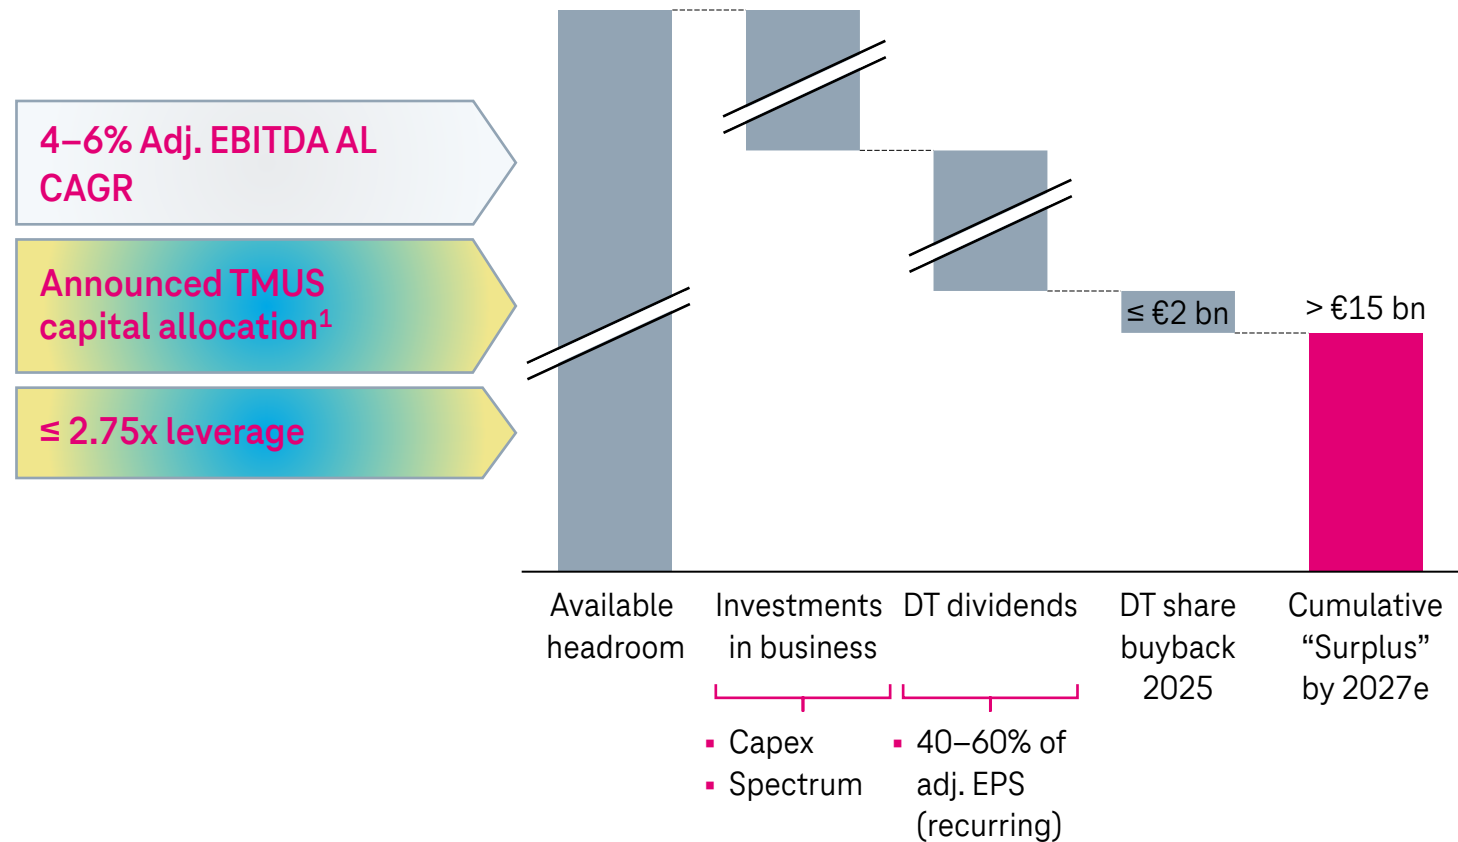 4–6% Adj. EBITDA AL
CAGR
Announced TMUS
capital allocation¹
≤ 2.75x leverage
≤ €2 bn
> €15 bn
Available
headroom
Investments
in business
DT dividends
DT share
buyback
2025
Cumulative
“Surplus”
by 2027e
▪ Capex
▪ Spectrum
▪ 40–60% of
adj. EPS
(recurring)